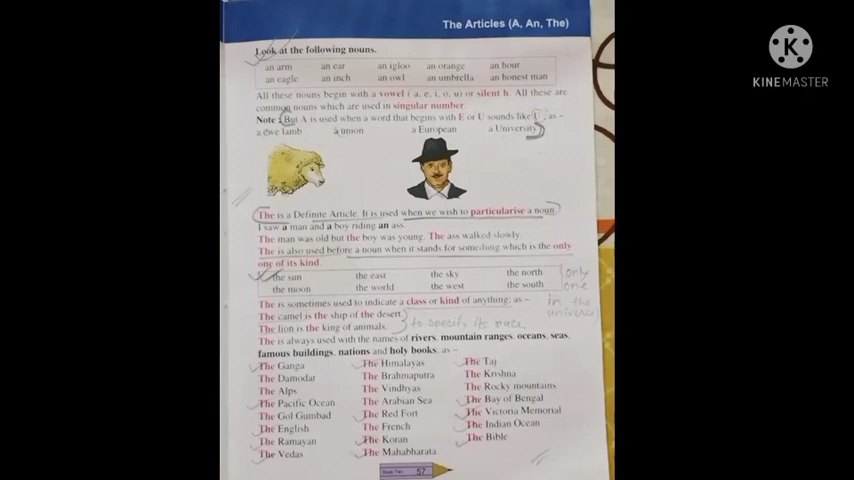 The Articles (A, An, The)
Look at the following nouns.
an arm an ear an igloo an orange an hour
an eagle an inch an owl an umbrella an honest man
All these nouns begin with a vowel ( a, e, i, o, u) or silent h. All these are
common nouns which are used in singular number.
Note : But A is used when a word that begins with E or U sounds like U, as –
a ewe lamb a union a European a University
The is a Definite Article. It is used when we wish to particularise a noun.
I saw a man and a boy riding an ass.
The man was old but the boy was young. The ass walked slowly.
The is also used before a noun when it stands for something which is the only
one of its kind.
the sun the east the sky the north
the moon the world the west the south
only one in the universe
The is sometimes used to indicate a class or kind of anything; as –
The camel is the ship of the desert.
The lion is the king of animals.
to specify its race
The is always used with the names of rivers, mountain ranges, oceans, seas,
famous buildings, nations and holy books, as –
The Ganga The Himalayas The Taj
The Damodar The Brahmaputra The Krishna
The Alps The Vindhyas The Rocky mountains
The Pacific Ocean The Arabian Sea The Bay of Bengal
The Gol Gumbad The Red Fort The Victoria Memorial
The English The French The Indian Ocean
The Ramayan The Koran The Bible
The Vedas The Mahabharata
57
K
KINEMASTER